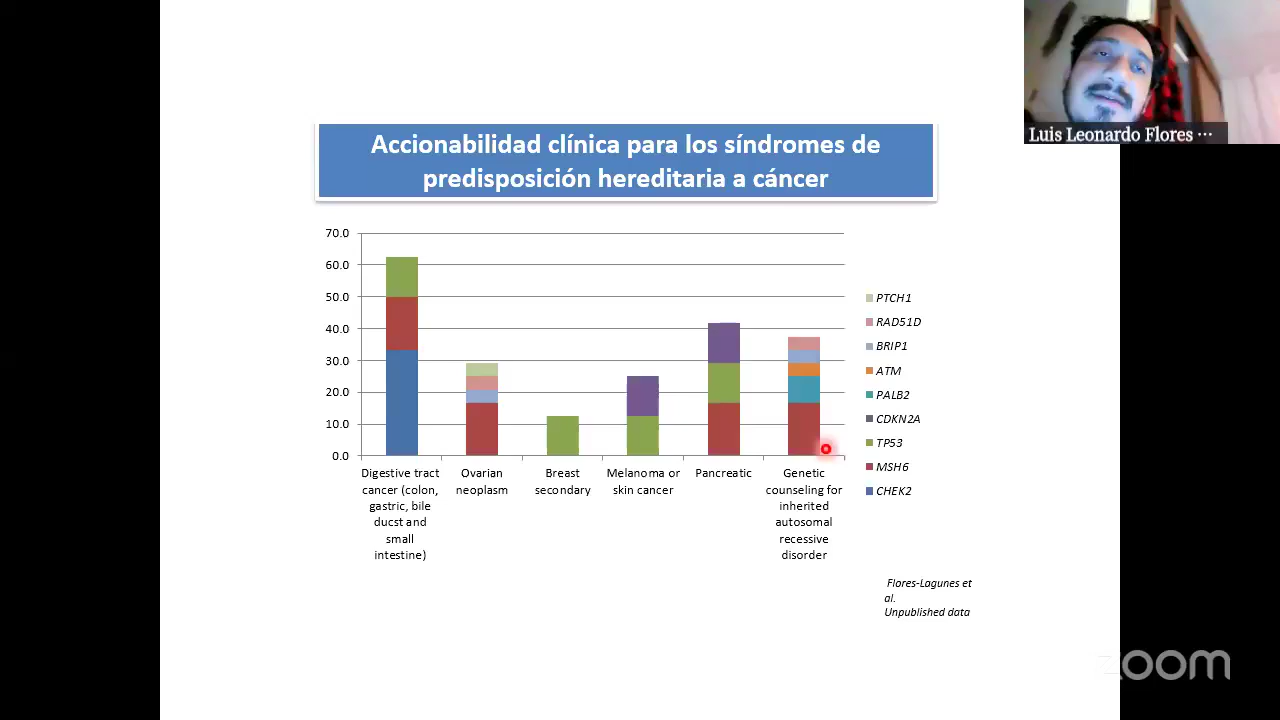 Luis Leonardo Flores ...
Accionabilidad clínica para los síndromes de
predisposición hereditaria a cáncer
70.0
60.0
50.0
40.0
30.0
20.0
10.0
0.0
Digestive tract
cancer (colon,
gastric, bile
ducst and
small
intestine)
Ovarian
neoplasm
Breast
secondary
Melanoma or
skin cancer
Pancreatic
Genetic
counseling for
inherited
autosomal
recessive
disorder
PTCH1
RAD51D
BRIP1
ATM
PALB2
CDKN2A
TP53
MSH6
CHEK2
Flores-Lagunes et
al.
Unpublished data
zoom